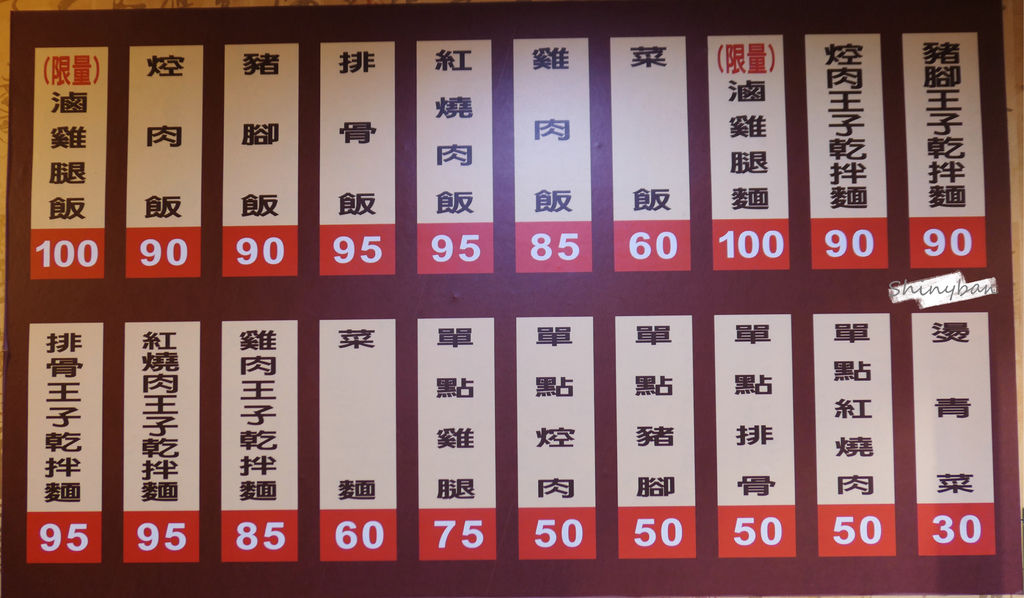 (限量)滷雞腿飯
100
焢肉飯
90
豬腳飯
90
排骨飯
95
紅燒肉飯
95
雞肉飯
85
菜飯
60
(限量)滷雞腿麵
100
焢肉王子乾拌麵
90
豬腳王子乾拌麵
90
Shinyban
排骨王子乾拌麵
95
紅燒肉王子乾拌麵
95
雞肉王子乾拌麵
85
菜麵
60
單點雞腿
75
單點焢肉
50
單點豬腳
50
單點排骨
50
單點紅燒肉
50
燙青菜
30